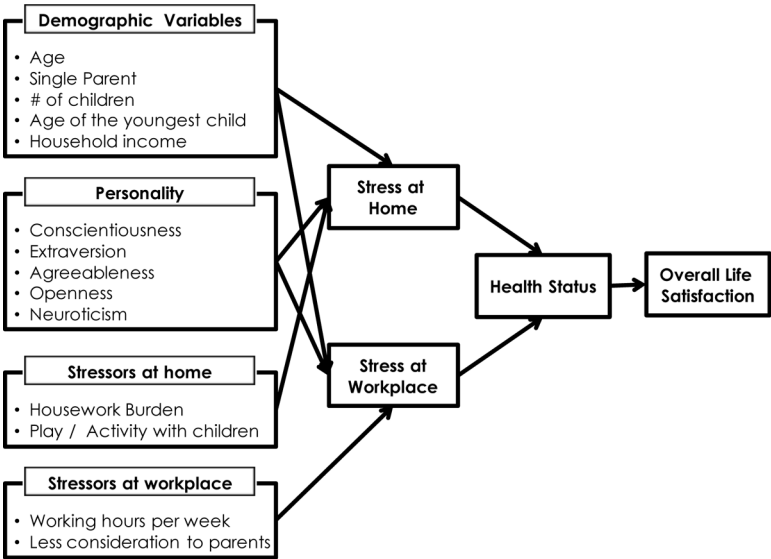 Demographic Variables
• Age
• Single Parent
• # of children
• Age of the youngest child
• Household income
Personality
• Conscientiousness
• Extraversion
• Agreeableness
• Openness
• Neuroticism
Stressors at home
• Housework Burden
• Play / Activity with children
Stressors at workplace
• Working hours per week
• Less consideration to parents
Stress at
Home
Stress at
Workplace
Health Status
Overall Life
Satisfaction